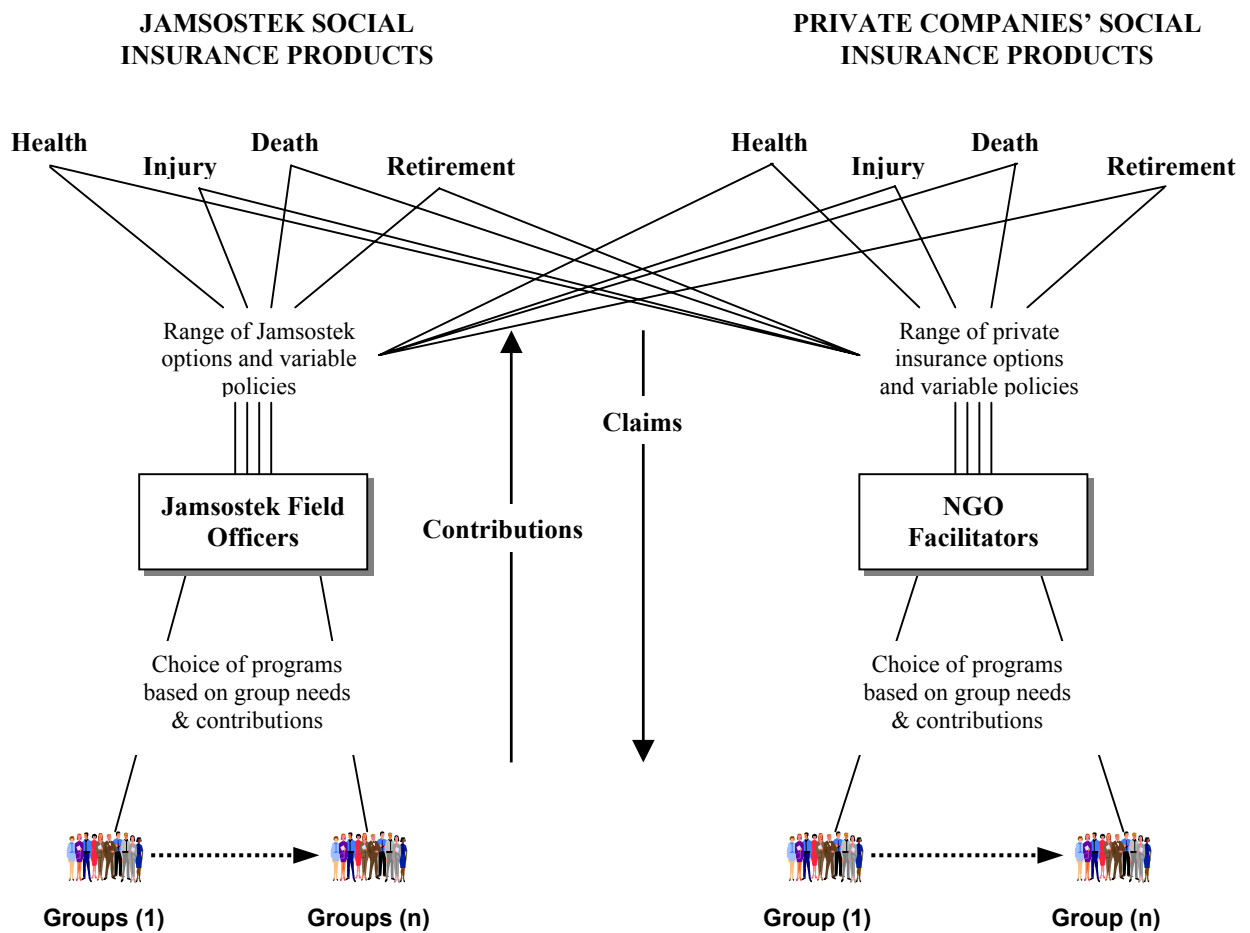 JAMSOSTEK SOCIAL
INSURANCE PRODUCTS
PRIVATE COMPANIES’ SOCIAL
INSURANCE PRODUCTS
Health
Injury
Death
Retirement
Health
Injury
Death
Retirement
Range of Jamsostek
options and variable
policies
Range of private
insurance options
and variable policies
Claims
Contributions
Jamsostek Field
Officers
NGO
Facilitators
Choice of programs
based on group needs
& contributions
Choice of programs
based on group needs
& contributions
Groups (1)
Groups (n)
Group (1)
Group (n)